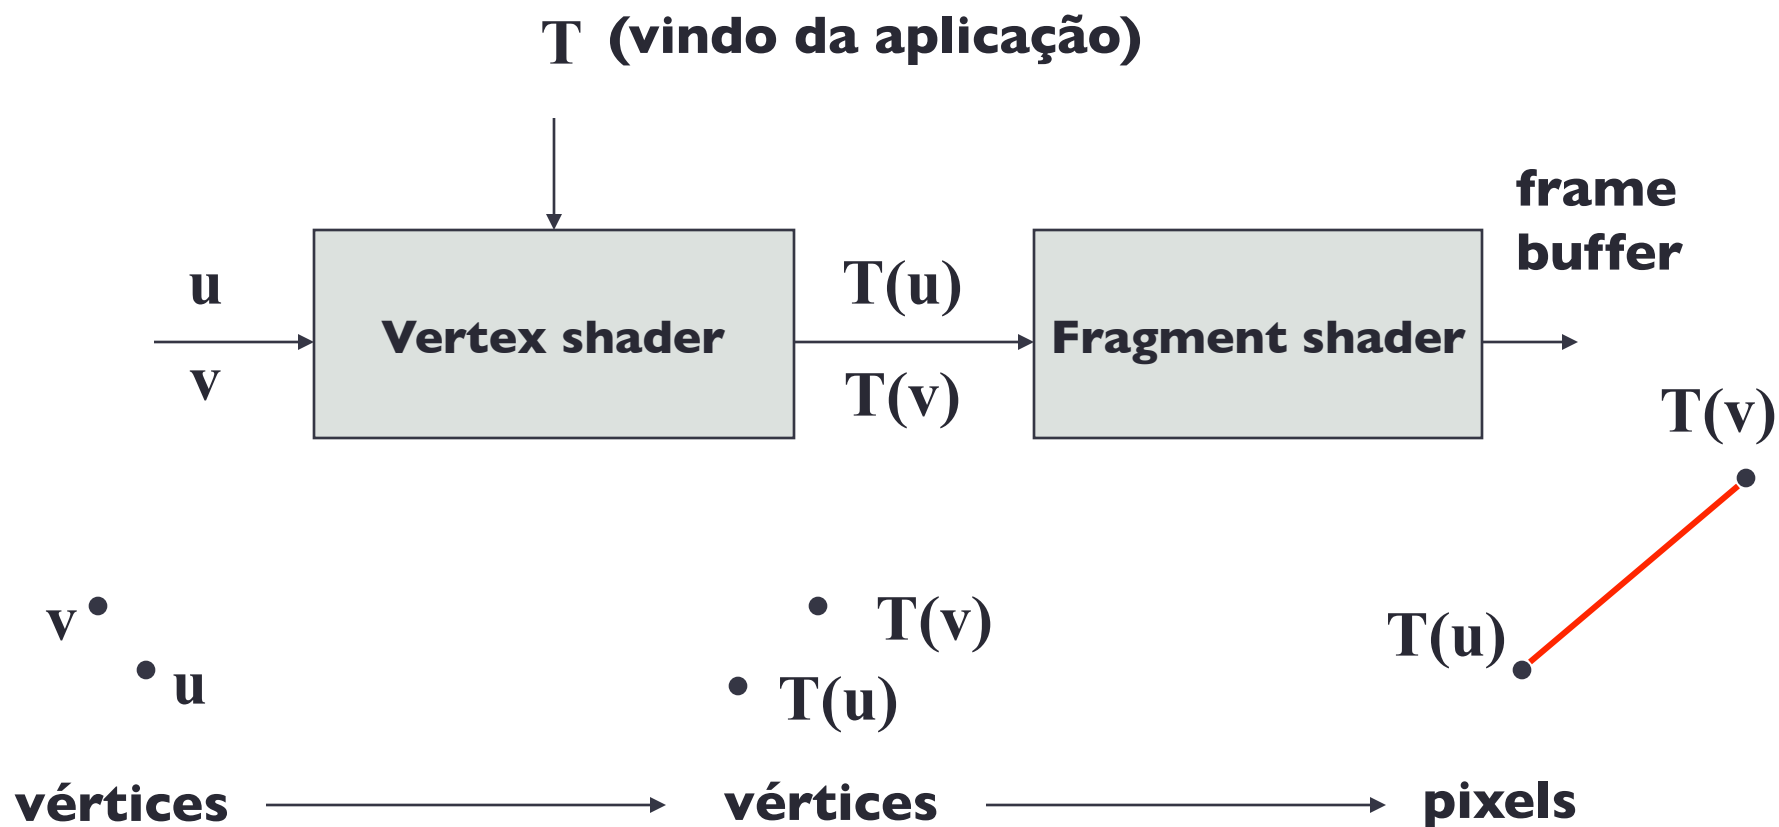 T (vindo da aplicação)
frame
buffer
u
v
Vertex shader
T(u)
T(v)
Fragment shader
T(v)
T(u)
v
u
T(v)
T(u)
vértices
vértices
pixels